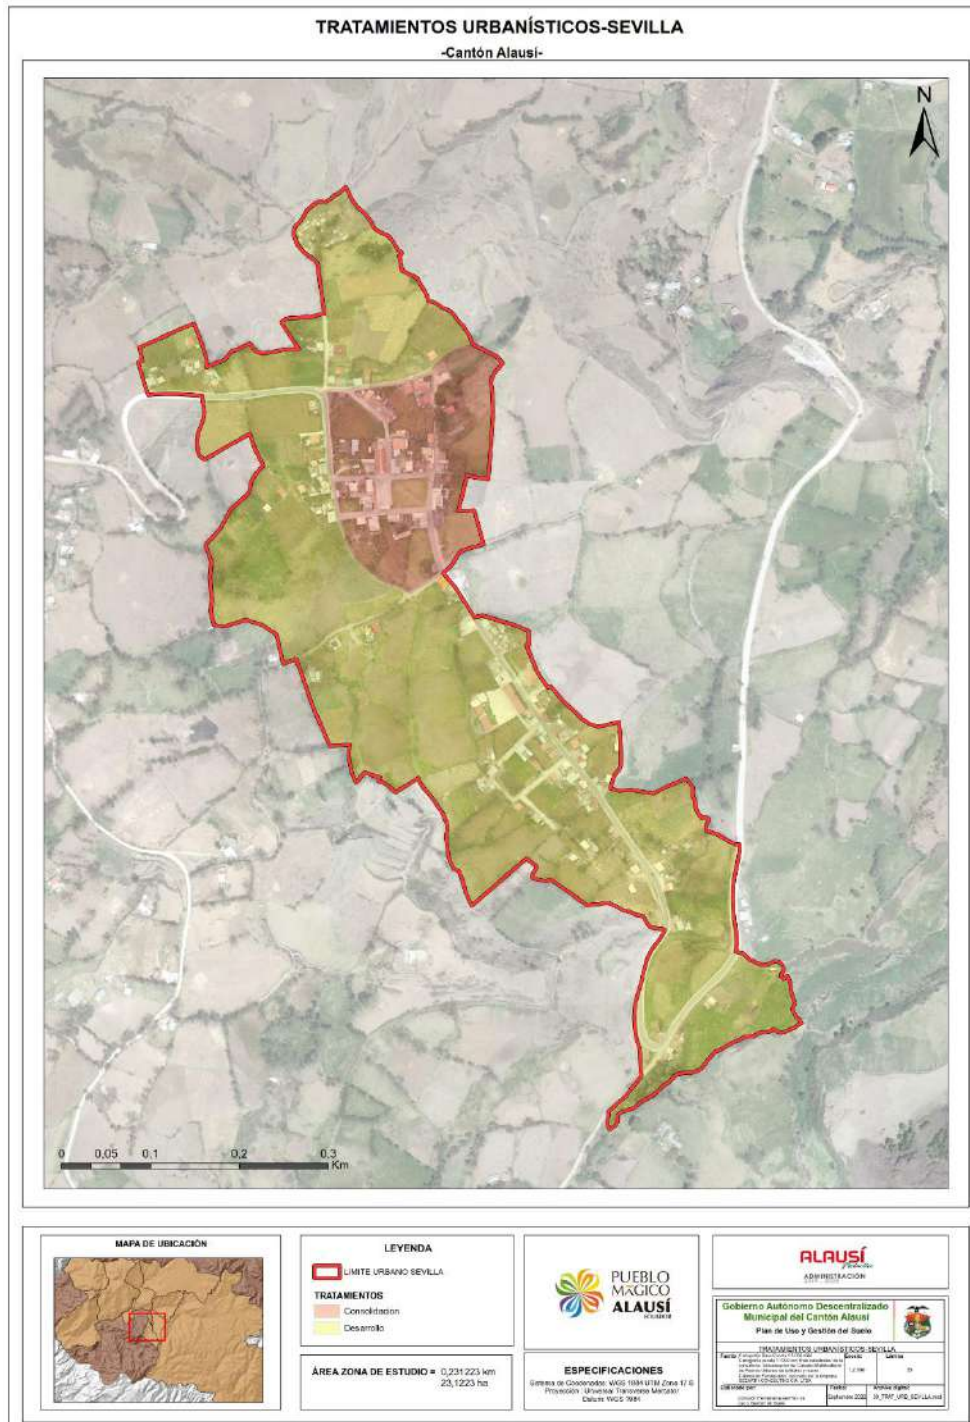 TRATAMIENTOS URBANÍSTICOS-SEVILLA
-Cantón Alausí-
N
0 0,05 0,1 0,2 0,3
Km
MAPA DE UBICACIÓN
LEYENDA
LIMITE URBANO SEVILLA
TRATAMIENTOS
Consolidacion
Desarrollo
ÁREA ZONA DE ESTUDIO = 0,231223 km
23,1223 ha
PUEBLO
MÁGICO
ALAUSÍ
ECUADOR
ESPECIFICACIONES
Sistema de Coordenadas: WGS 1984 UTM Zona 17 S
Proyección: Universal Transverse Mercator
Datum: WGS 1984
ALAUSÍ
ADMINISTRACIÓN
Gobierno Autónomo Descentralizado
Municipal del Cantón Alausí
Plan de Uso y Gestión del Suelo
TRATAMIENTOS URBANÍSTICOS-SEVILLA